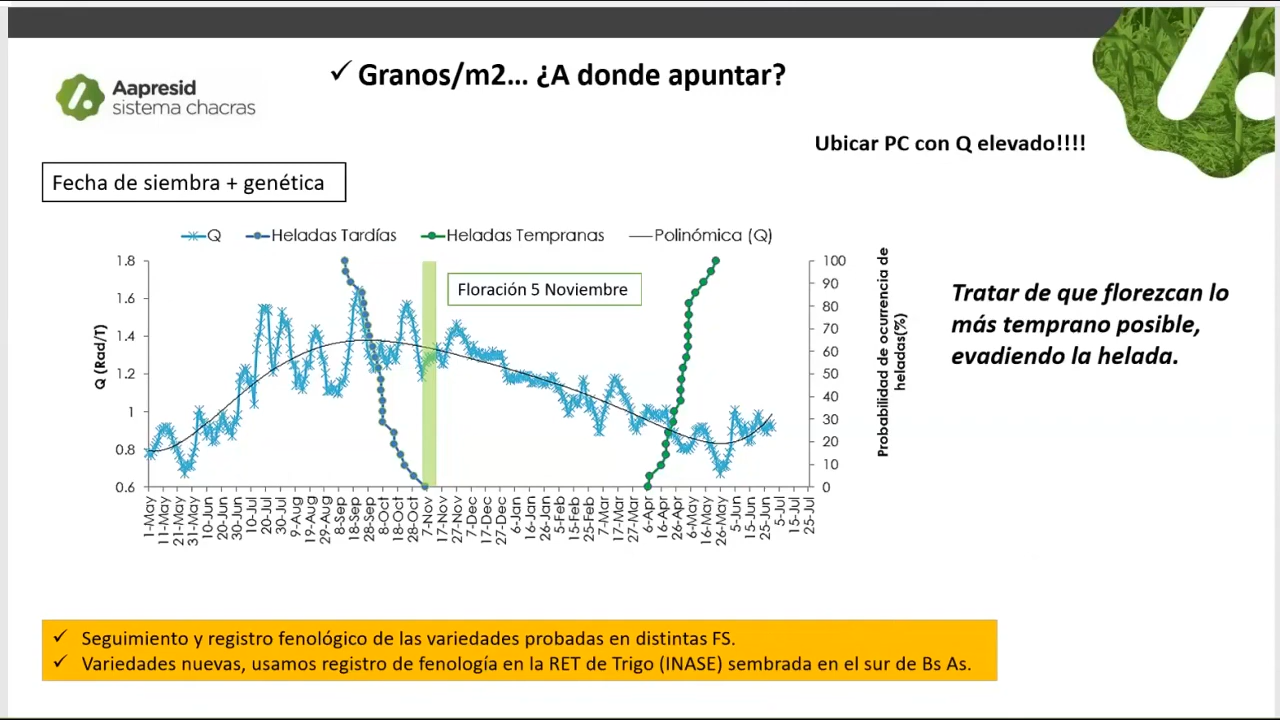 Granos/m2... ¿A donde apuntar?
Aapresid
sistema chacras
Ubicar PC con Q elevado!!!!
Fecha de siembra + genética
Q
Heladas Tardías
Heladas Tempranas
Polinómica (Q)
Floración 5 Noviembre
Q (Rad/T)
1.8
1.6
1.4
1.2
1
0.8
0.6
100
90
80
70
60
50
40
30
20
10
0
Probabilidad de ocurrencia de
heladas(%)
1-May
11-May
21-May
31-May
10-Jun
20-Jun
30-Jun
10-Jul
20-Jul
30-Jul
9-Aug
19-Aug
29-Aug
8-Sep
18-Sep
28-Sep
8-Oct
18-Oct
28-Oct
7-Nov
17-Nov
27-Nov
7-Dec
17-Dec
27-Dec
6-Jan
16-Jan
26-Jan
5-Feb
15-Feb
25-Feb
7-Mar
17-Mar
27-Mar
6-Apr
16-Apr
26-Apr
6-May
16-May
26-May
5-Jun
15-Jun
25-Jun
5-Jul
15-Jul
25-Jul
Tratar de que florezcan lo
más temprano posible,
evadiendo la helada.
Seguimiento y registro fenológico de las variedades probadas en distintas FS.
Variedades nuevas, usamos registro de fenología en la RET de Trigo (INASE) sembrada en el sur de Bs As.